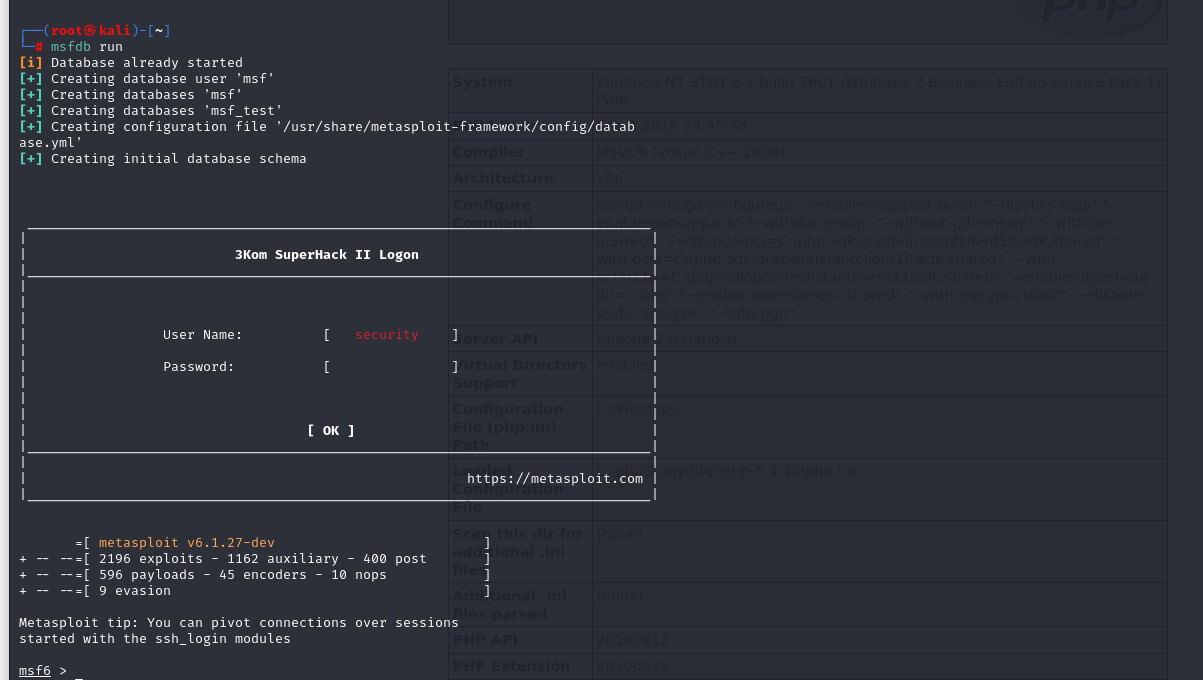 ┌──(root㉿kali)-[~]
└─# msfdb run
[i] Database already started
[+] Creating database user 'msf'
[+] Creating databases 'msf'
[+] Creating databases 'msf_test'
[+] Creating configuration file '/usr/share/metasploit-framework/config/datab
ase.yml'
[+] Creating initial database schema
3Kom SuperHack II Logon
User Name: [ security ]
Password: [ ]
[ OK ]
https://metasploit.com
=[ metasploit v6.1.27-dev ]
+ -- --=[ 2196 exploits - 1162 auxiliary - 400 post ]
+ -- --=[ 596 payloads - 45 encoders - 10 nops ]
+ -- --=[ 9 evasion ]
Metasploit tip: You can pivot connections over sessions
started with the ssh_login modules
msf6 >
php
System
Windows NT STU1 6.1 build 7601 (Windows 7 Business Edition Service Pack 1)
i586
2015 23:45:53
Compiler
MSVC9 (Visual C++ 2008)
Architecture
x86
Configure
Command
cscript /nologo configure.js "--enable-snapshot-build" "--disable-isapi" "--
enable-debug-pack" "--without-mssql" "--without-pdo-mssql" "--without-
pi3web" "--with-pdo-oci=C:\php-sdk\oracle\instantclient10\sdk,shared" "--
with-oci8=C:\php-sdk\oracle\instantclient10\sdk,shared" "--with-
oci8-11g=C:\php-sdk\oracle\instantclient11\sdk,shared" "--enable-object-out-
dir=../obj/" "--enable-com-dotnet=shared" "--with-mcrypt=static" "--disable-
static-analyze" "--with-pgo"
Server API
Apache 2.0 Handler
Virtual Directory
Support
enabled
Configuration
File (php.ini)
Path
C:\Windows
Loaded
Configuration
File
C:\phpStudy\php\php-5.4.45\php.ini
Scan this dir for
additional .ini
files
(none)
Additional .ini
files parsed
(none)
PHP API
20100412
PHP Extension
20100525